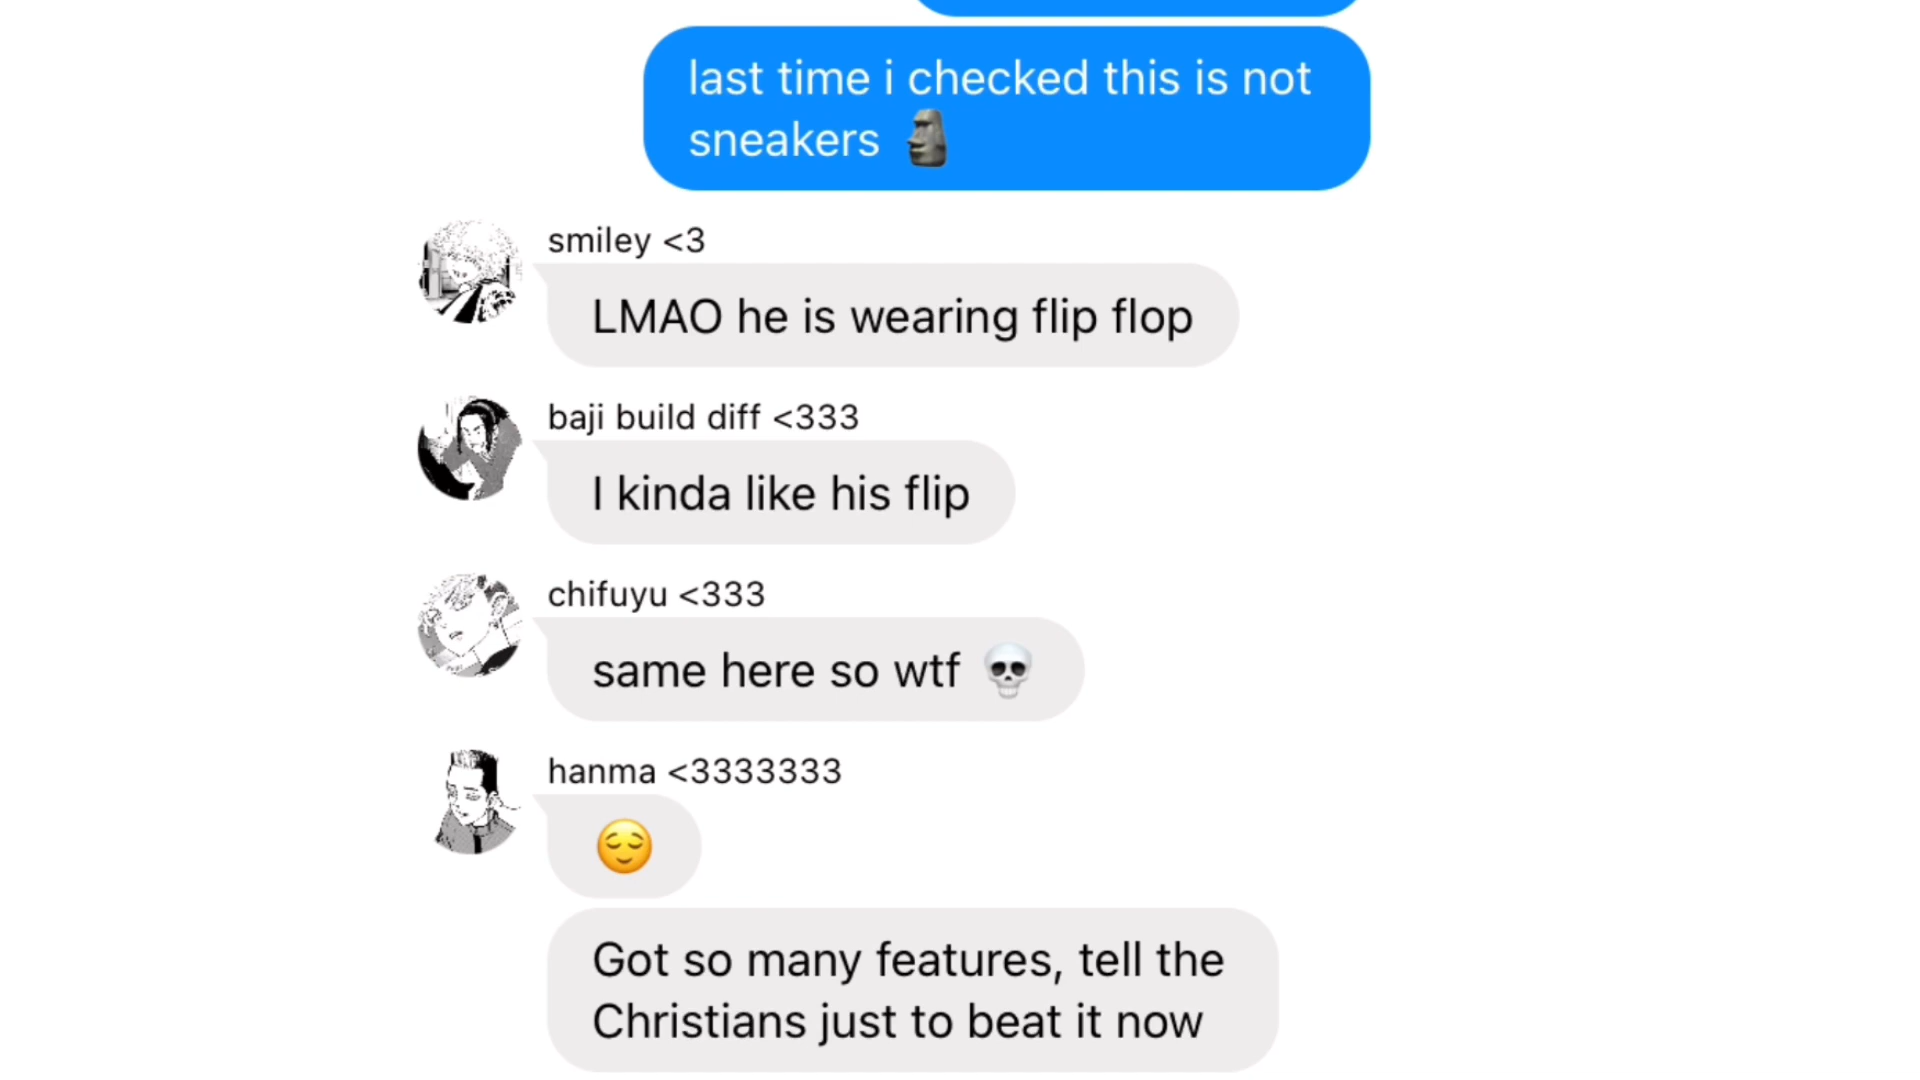 last time i checked this is not
sneakers 🗿
smiley <3
LMAO he is wearing flip flop
baji build diff <333
I kinda like his flip
chifuyu <333
same here so wtf 💀
hanma <3333333
😌
Got so many features, tell the
Christians just to beat it now